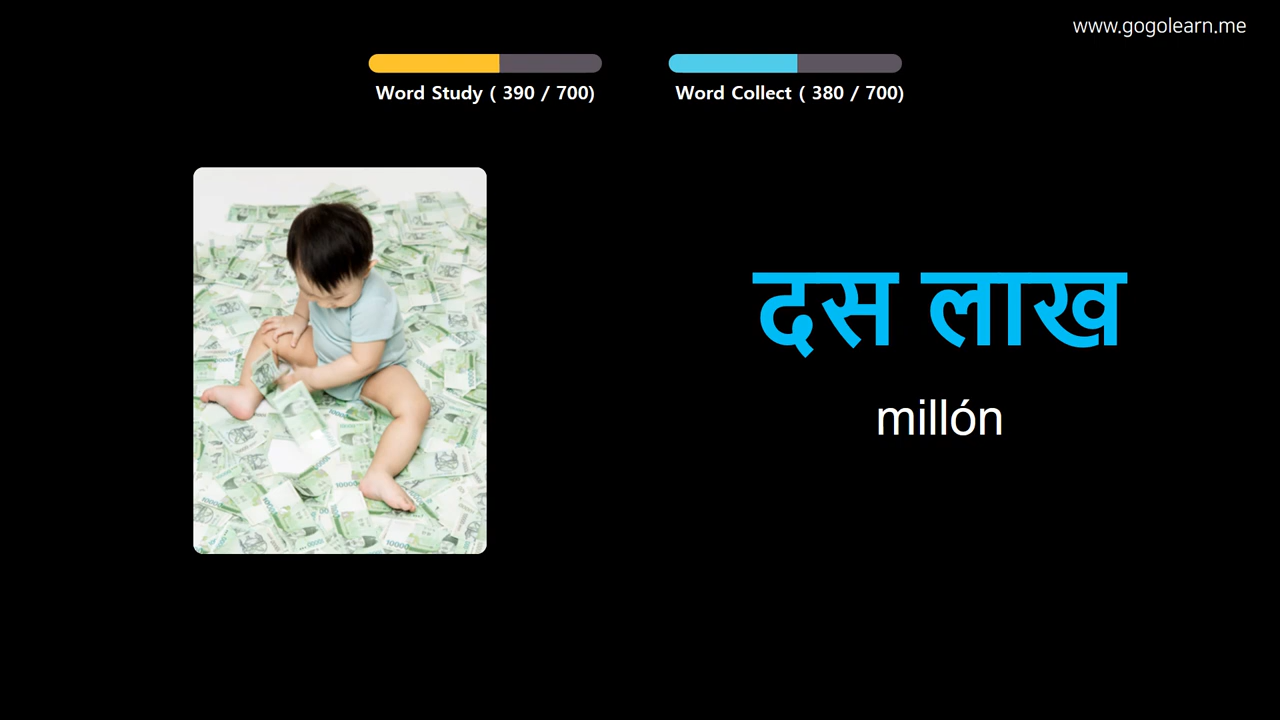 www.gogolearn.me
Word Study ( 390 / 700)
Word Collect ( 380 / 700)
दस लाख
millón